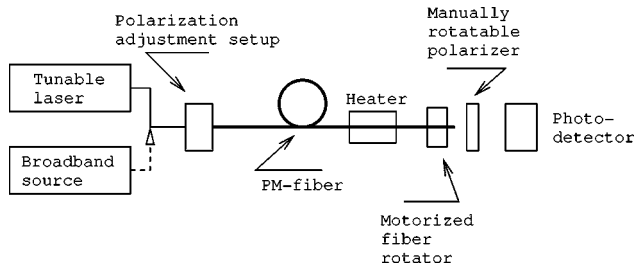 Polarization
adjustment setup
Manually
rotatable
polarizer
Tunable
laser
Heater
Photo-
detector
Broadband
source
PM-fiber
Motorized
fiber
rotator